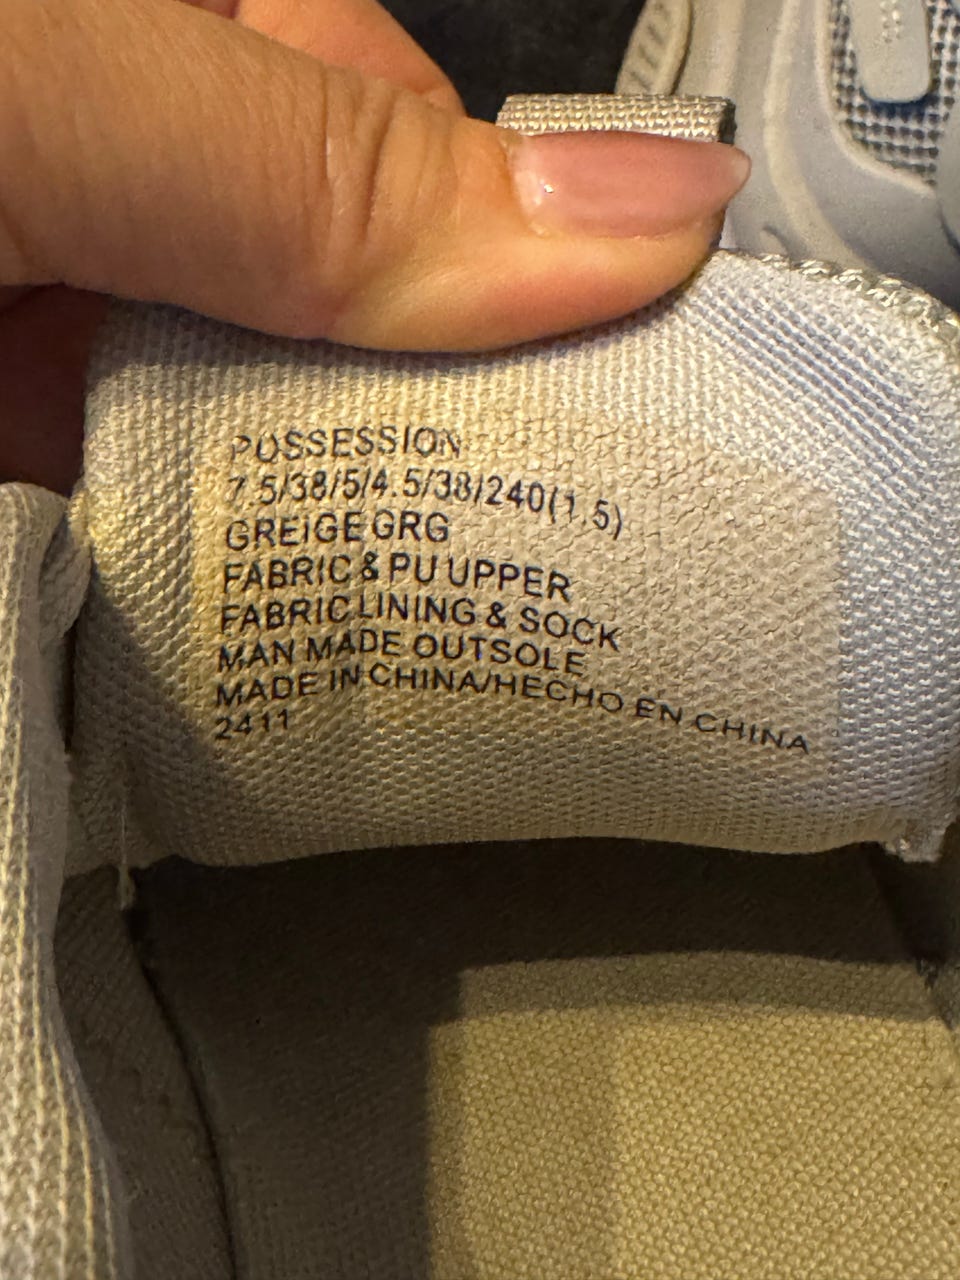 POSSESSION
7.5/38/5/4.5/38/240(1.5)
GREIGE GRG
FABRIC & PU UPPER
FABRIC LINING & SOCK
MAN MADE OUTSOLE
MADE IN CHINA/HECHO EN CHINA
2411